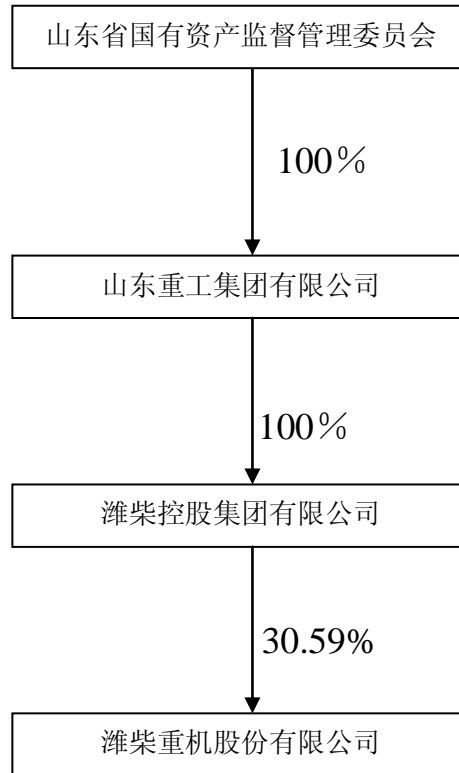 山东省国有资产监督管理委员会
100％
山东重工集团有限公司
100％
潍柴控股集团有限公司
30.59%
潍柴重机股份有限公司